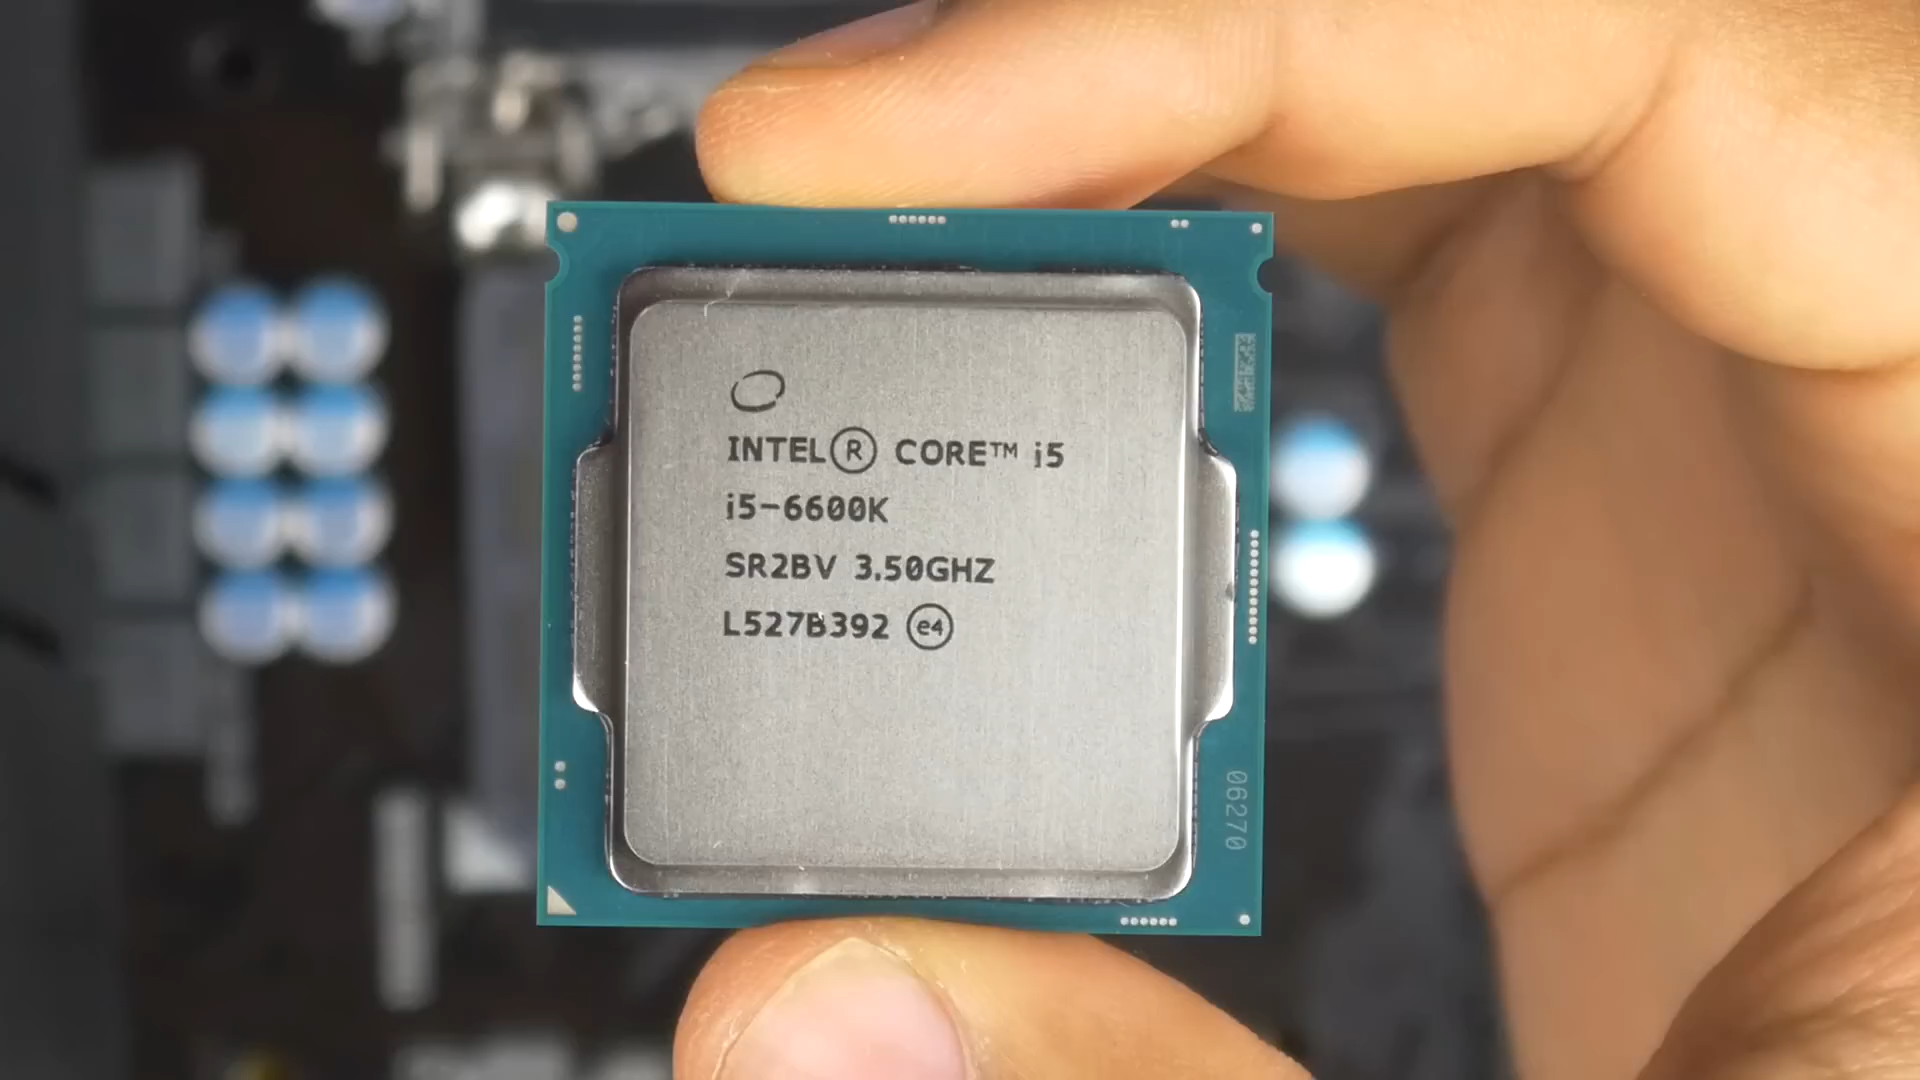 INTEL® CORE™ i5
i5-6600K
SR2BV 3.50GHZ
L527B392 e4
06270